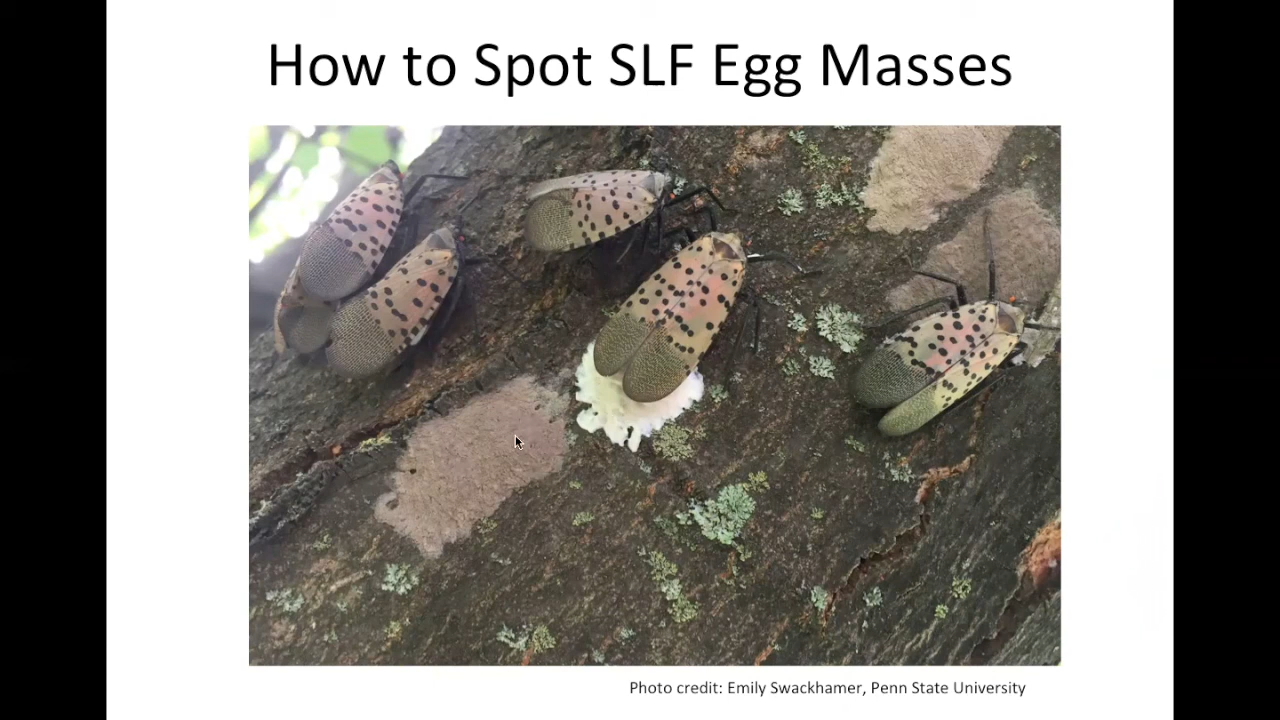 How to Spot SLF Egg Masses
Photo credit: Emily Swackhamer, Penn State University